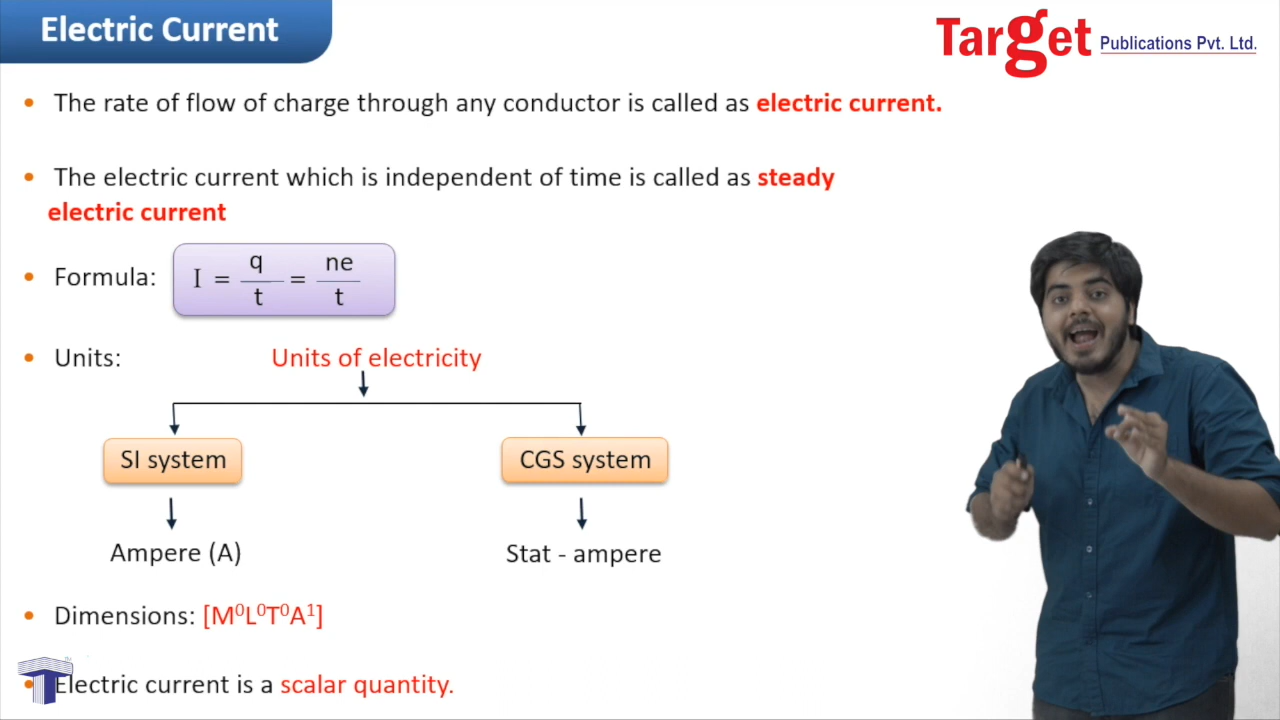 Electric Current
Target Publications Pvt. Ltd.
• The rate of flow of charge through any conductor is called as electric current.
• The electric current which is independent of time is called as steady
electric current
• Formula: I = q/t = ne/t
• Units: Units of electricity
SI system CGS system
Ampere (A) Stat - ampere
• Dimensions: [M⁰L⁰T⁰A¹]
• Electric current is a scalar quantity.